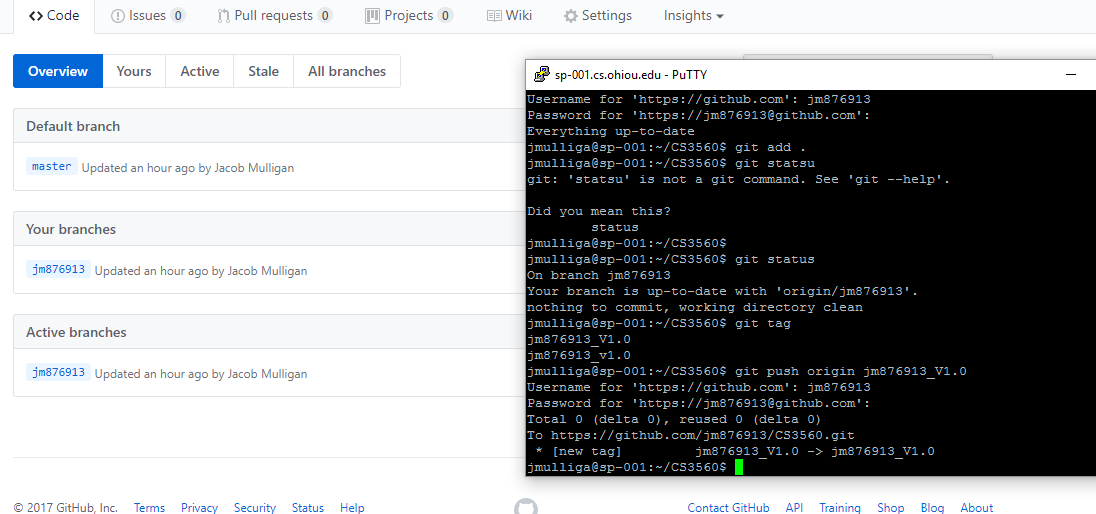 Code Issues 0 Pull requests 0 Projects 0 Wiki Settings Insights
Overview Yours Active Stale All branches
Default branch
master Updated an hour ago by Jacob Mulligan
Your branches
jm876913 Updated an hour ago by Jacob Mulligan
Active branches
jm876913 Updated an hour ago by Jacob Mulligan
© 2017 GitHub, Inc. Terms Privacy Security Status Help
Contact GitHub API Training Shop Blog About
sp-001.cs.ohiou.edu - PuTTY
Username for 'https://github.com': jm876913
Password for 'https://jm876913@github.com':
Everything up-to-date
jmulliga@sp-001:~/CS3560$ git add .
jmulliga@sp-001:~/CS3560$ git statsu
git: 'statsu' is not a git command. See 'git --help'.
Did you mean this?
status
jmulliga@sp-001:~/CS3560$
jmulliga@sp-001:~/CS3560$ git status
On branch jm876913
Your branch is up-to-date with 'origin/jm876913'.
nothing to commit, working directory clean
jmulliga@sp-001:~/CS3560$ git tag
jm876913_V1.0
jm876913_v1.0
jmulliga@sp-001:~/CS3560$ git push origin jm876913_V1.0
Username for 'https://github.com': jm876913
Password for 'https://jm876913@github.com':
Total 0 (delta 0), reused 0 (delta 0)
To https://github.com/jm876913/CS3560.git
* [new tag] jm876913_V1.0 -> jm876913_V1.0
jmulliga@sp-001:~/CS3560$